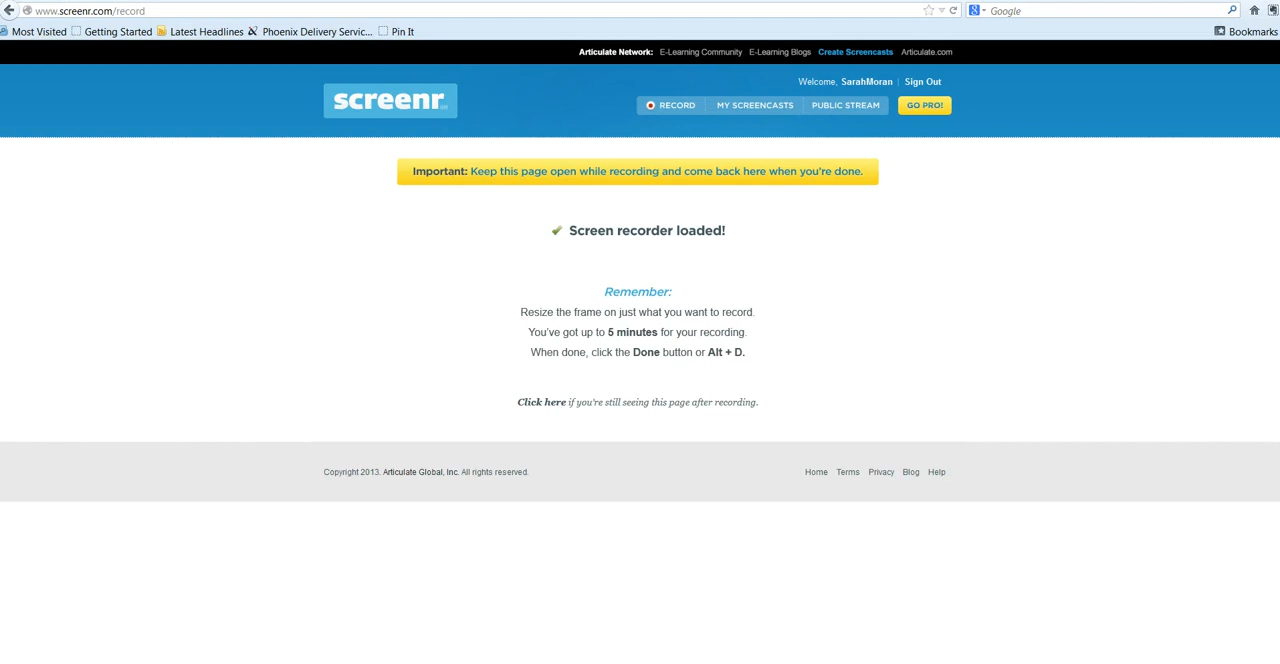 www.screenr.com/record
Google
Most Visited Getting Started Latest Headlines Phoenix Delivery Servic... Pin It Bookmarks
Articulate Network: E-Learning Community E-Learning Blogs Create Screencasts Articulate.com
Welcome, SarahMoran | Sign Out
screenr
RECORD MY SCREENCASTS PUBLIC STREAM GO PRO!
Important: Keep this page open while recording and come back here when you're done.
Screen recorder loaded!
Remember:
Resize the frame on just what you want to record.
You've got up to 5 minutes for your recording.
When done, click the Done button or Alt + D.
Click here if you're still seeing this page after recording.
Copyright 2013. Articulate Global, Inc. All rights reserved.
Home Terms Privacy Blog Help